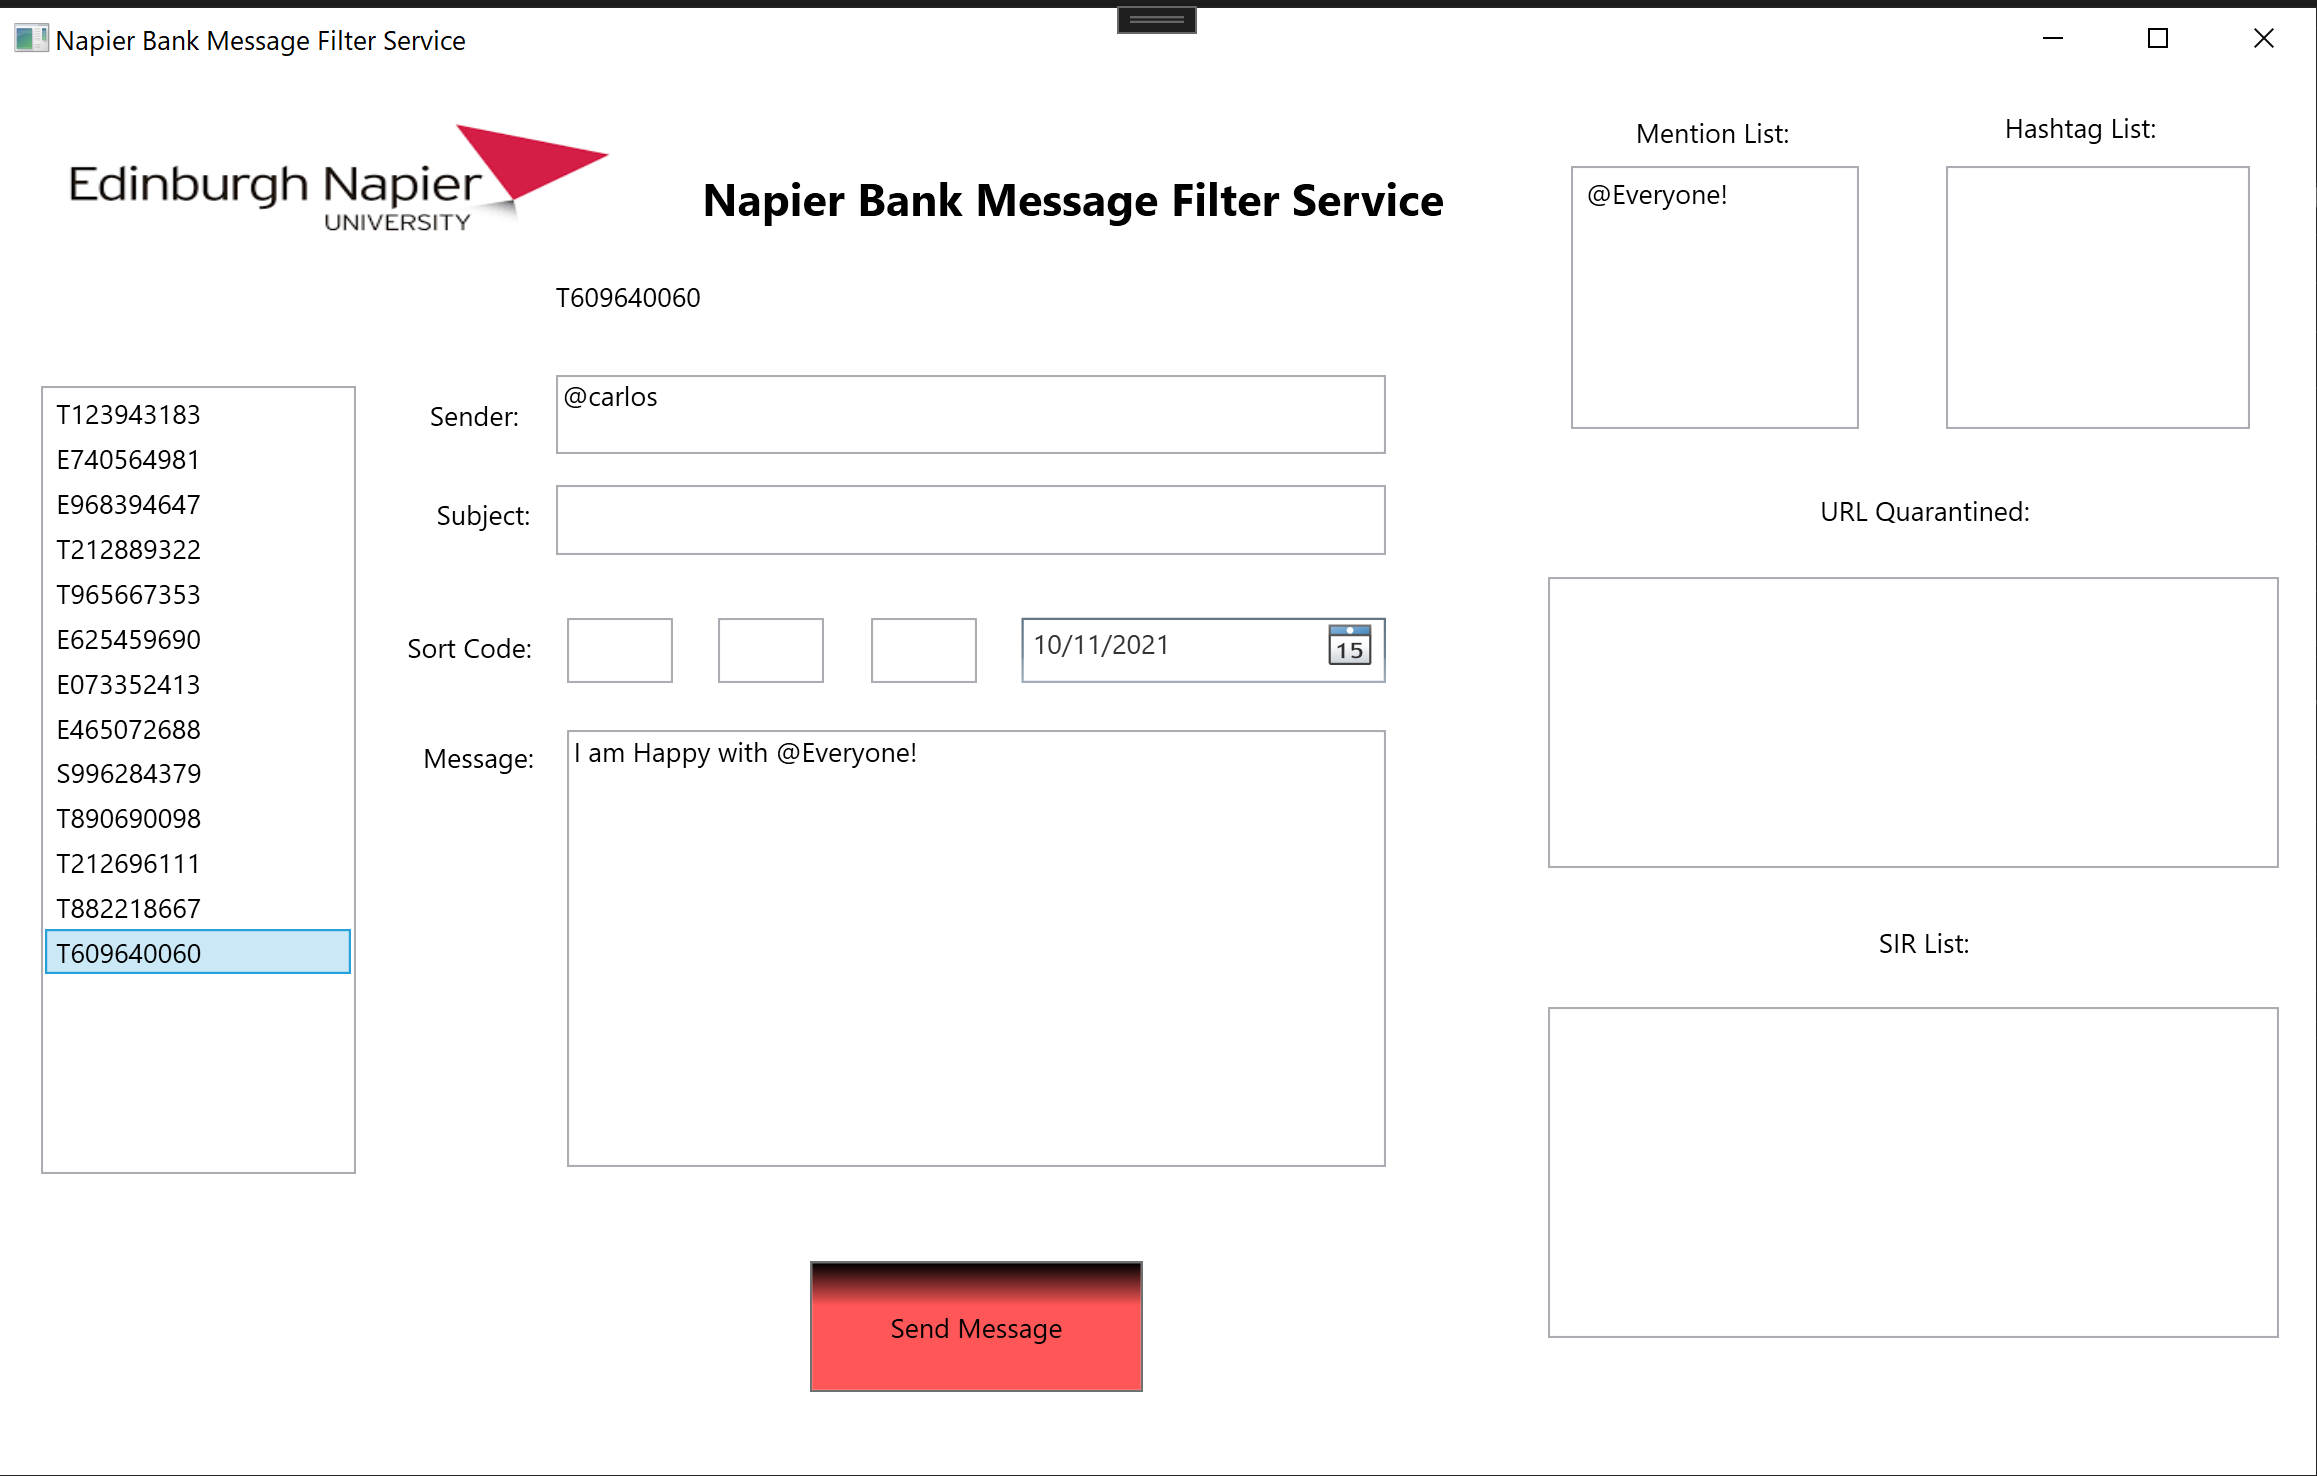 Napier Bank Message Filter Service
Edinburgh Napier
UNIVERSITY
Napier Bank Message Filter Service
T609640060
T123943183
E740564981
E968394647
T212889322
T965667353
E625459690
E073352413
E465072688
S996284379
T890690098
T212696111
T882218667
T609640060
Sender:
@carlos
Subject:
Sort Code:
10/11/2021
15
Message:
I am Happy with @Everyone!
Send Message
Mention List:
@Everyone!
Hashtag List:
URL Quarantined:
SIR List: